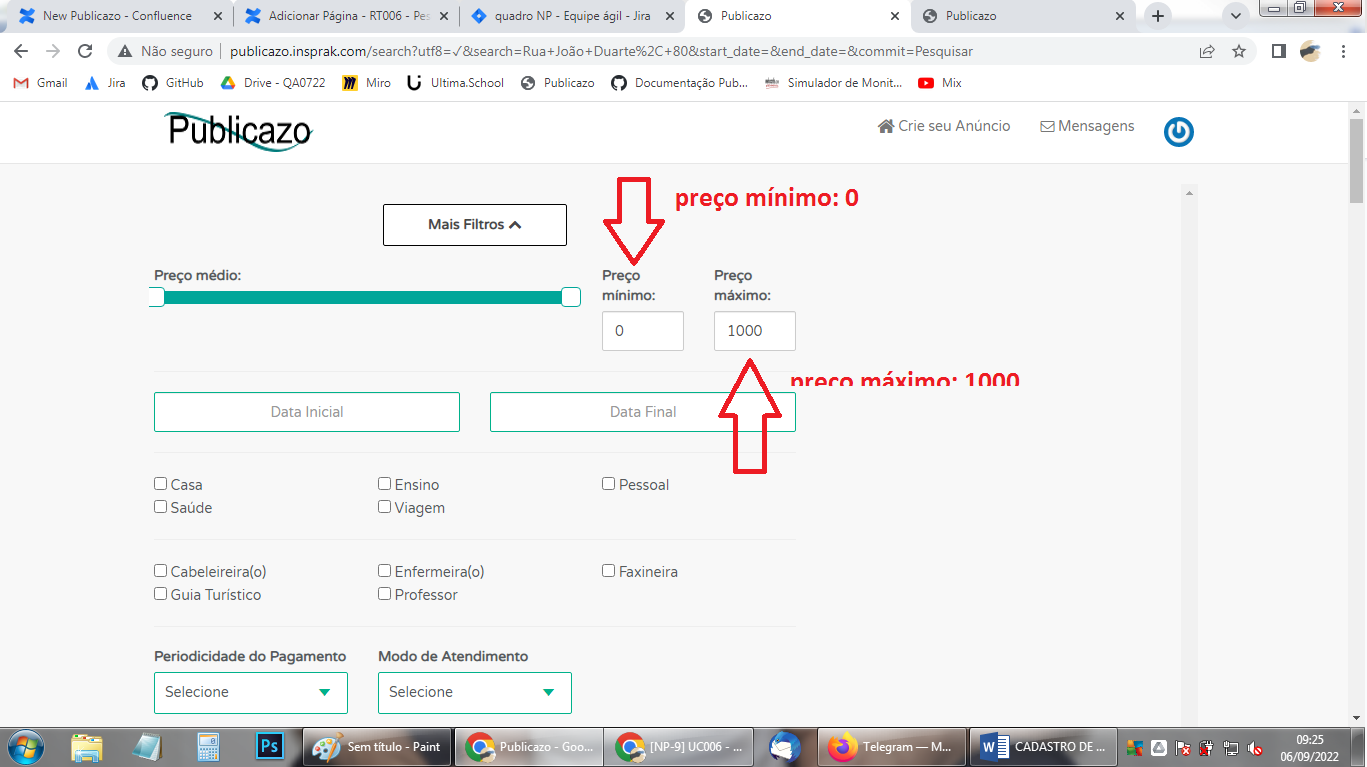 New Publicazo - Confluence
Adicionar Página - RT006 - Pes
quadro NP - Equipe ágil - Jira
Publicazo
Publicazo
Não seguro
publicazo.insprak.com/search?utf8=✓&search=Rua+João+Duarte%2C+80&start_date=&end_date=&commit=Pesquisar
Gmail
Jira
GitHub
Drive - QA0722
Miro
Ultima.School
Publicazo
Documentação Pub...
Simulador de Monit...
Mix
Publicazo
Crie seu Anúncio
Mensagens
preço mínimo: 0
Mais Filtros
Preço médio:
Preço
mínimo:
Preço
máximo:
0
1000
preço máximo: 1000
Data Inicial
Data Final
Casa
Ensino
Pessoal
Saúde
Viagem
Cabeleireira(o)
Enfermeira(o)
Faxineira
Guia Turístico
Professor
Periodicidade do Pagamento
Modo de Atendimento
Selecione
Selecione
Ps
Sem título - Paint
Publicazo - Goo...
[NP-9] UC006 - ...
Telegram — M...
CADASTRO DE ...
09:25
06/09/2022